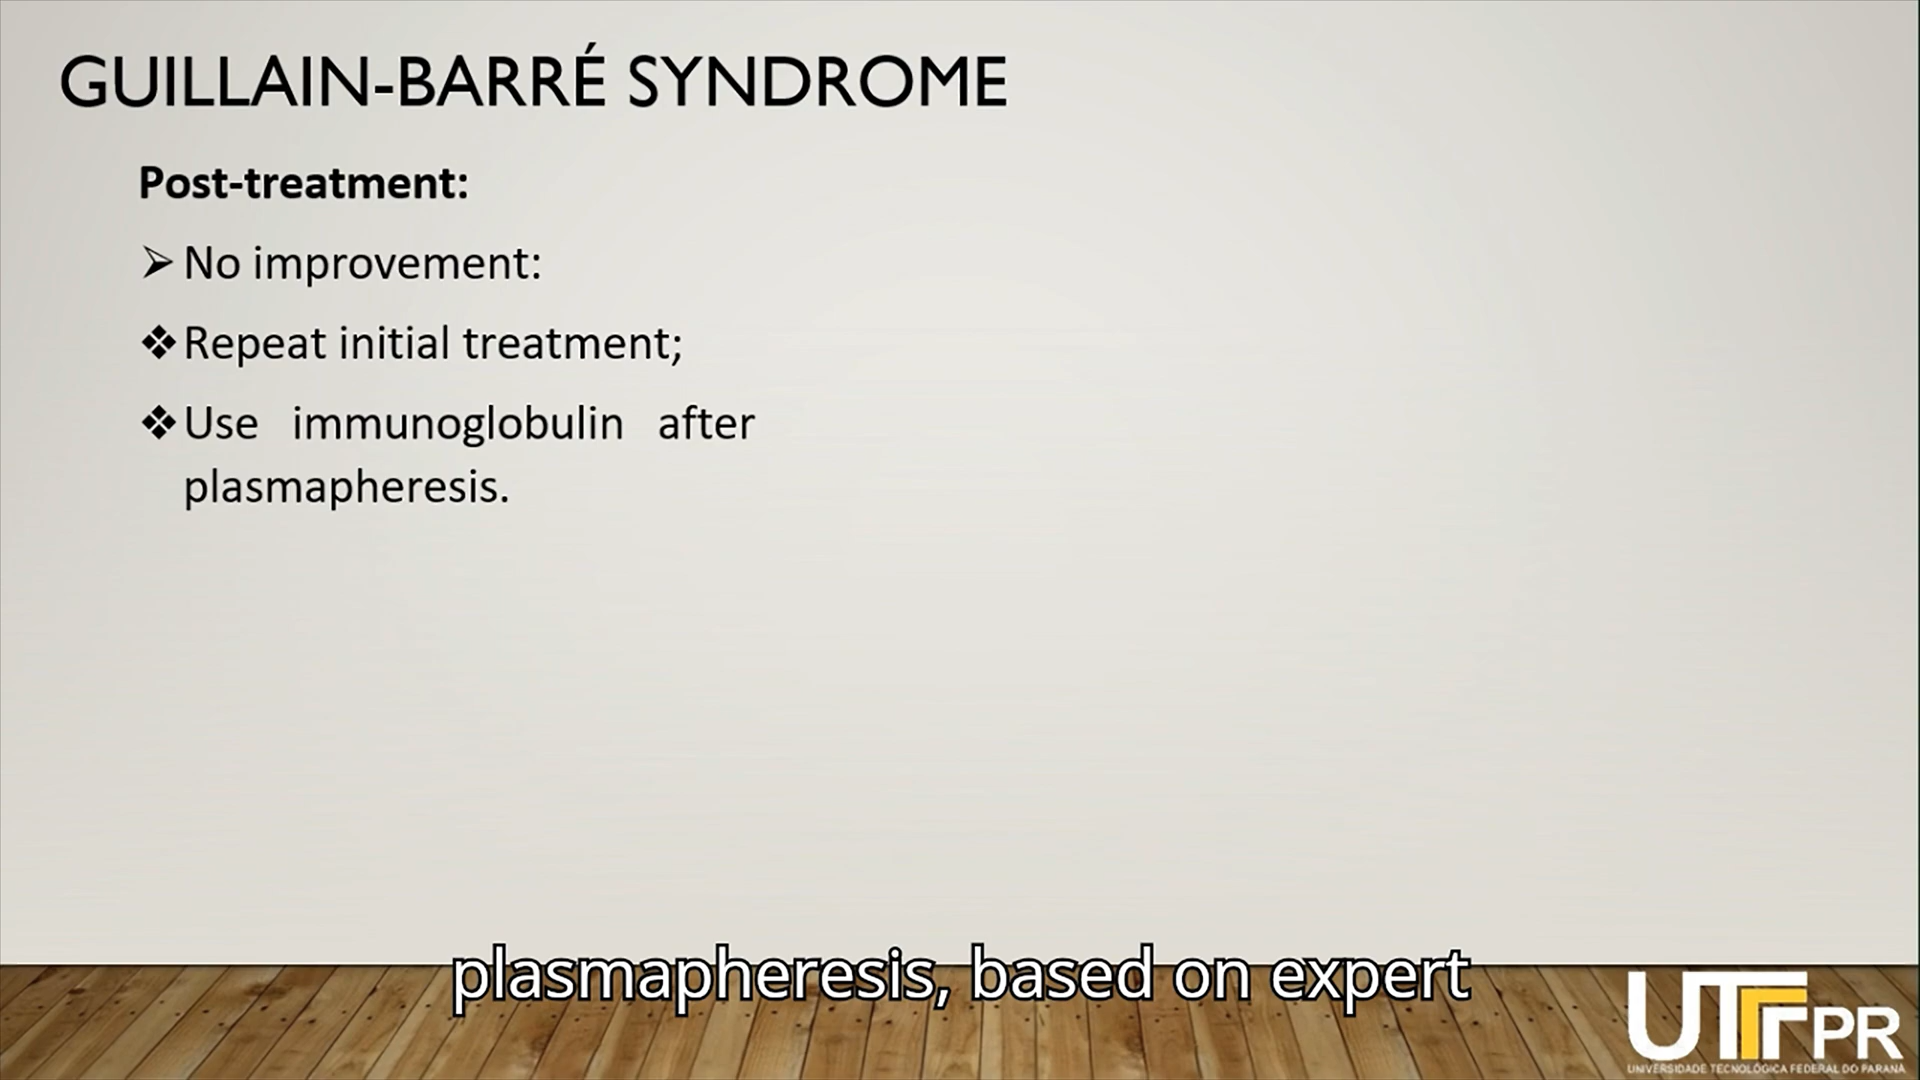 GUILLAIN-BARRÉ SYNDROME
Post-treatment:
No improvement:
Repeat initial treatment;
Use immunoglobulin after
plasmapheresis.
plasmapheresis, based on expert
UTFPR
UNIVERSIDADE TECNOLÓGICA FEDERAL DO PARANÁ